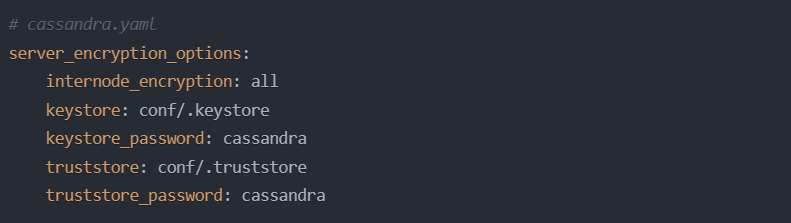 # cassandra.yaml
server_encryption_options:
    internode_encryption: all
    keystore: conf/.keystore
    keystore_password: cassandra
    truststore: conf/.truststore
    truststore_password: cassandra